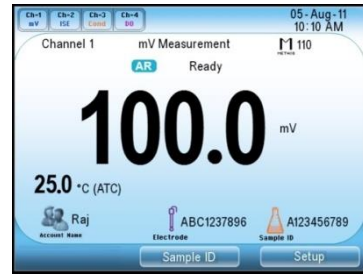 Ch-1 Ch-2 Ch-3 Ch-4
mV ISE Cond DO
05-Aug-11
10:10 AM
Channel 1 mV Measurement M 110
METHOD
AR Ready
100.0 mV
25.0 °C (ATC)
Raj ABC1237896 A123456789
Account Name Electrode Sample ID
Sample ID Setup